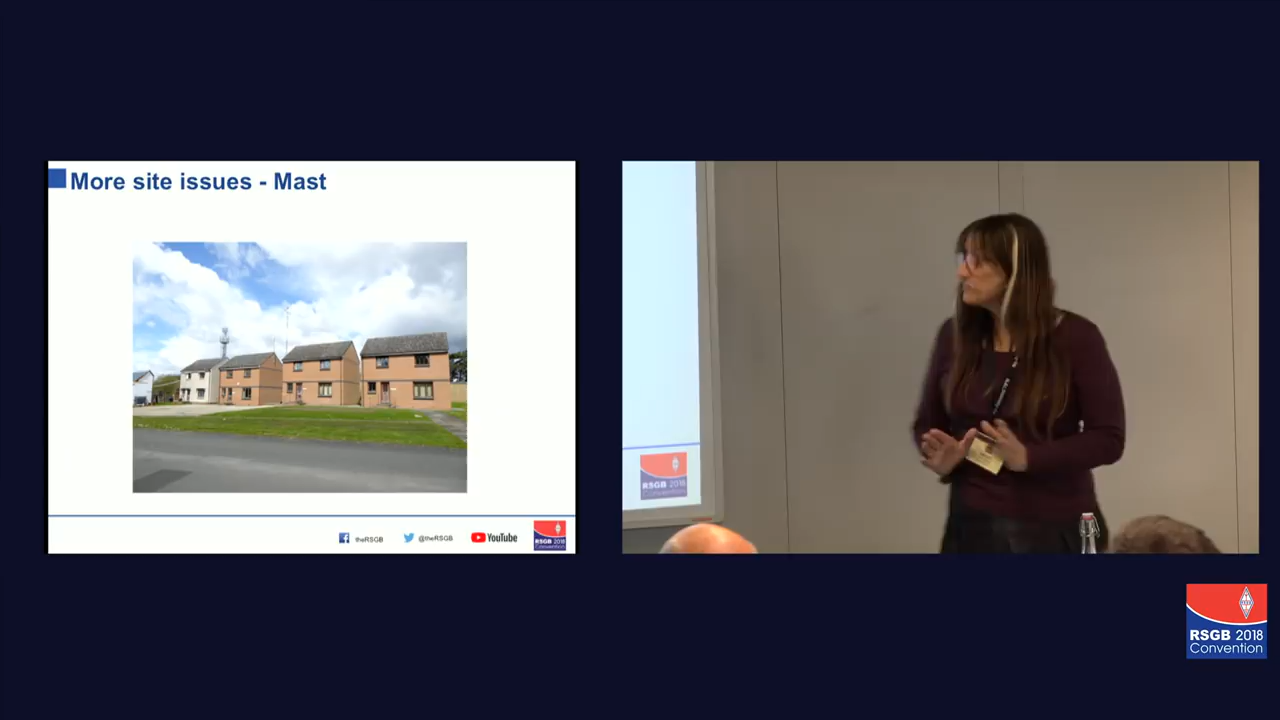 More site issues - Mast
theRSGB
@theRSGB
YouTube
RSGB 2018
Convention
RSGB 2018
Convention
RSGB 2018
Convention